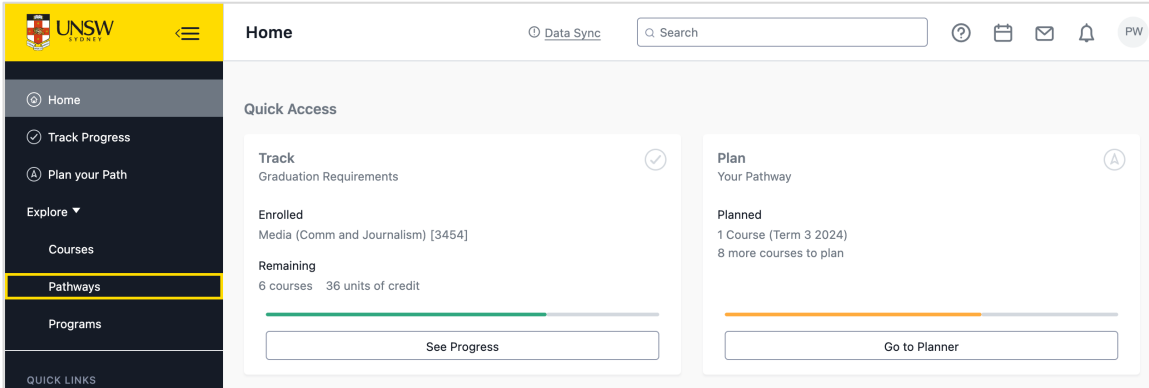 UNSW
SYDNEY
Home
Data Sync
Search
PW
Home
Track Progress
Plan your Path
Explore
Courses
Pathways
Programs
QUICK LINKS
Quick Access
Track
Graduation Requirements
Enrolled
Media (Comm and Journalism) [3454]
Remaining
6 courses 36 units of credit
See Progress
Plan
Your Pathway
Planned
1 Course (Term 3 2024)
8 more courses to plan
Go to Planner